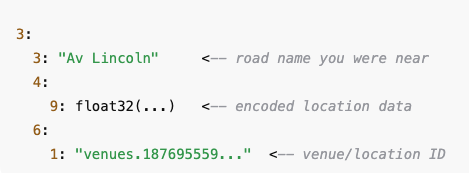 3:
3: "Av Lincoln" <-- road name you were near
4:
9: float32(...) <-- encoded location data
6:
1: "venues.187695559..." <-- venue/location ID